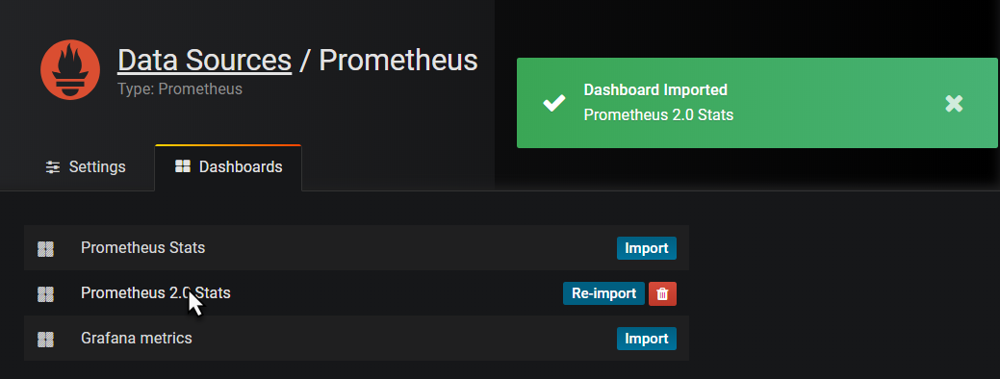 Data Sources / Prometheus
Type: Prometheus
Dashboard Imported
Prometheus 2.0 Stats
Settings
Dashboards
Prometheus Stats
Import
Prometheus 2.0 Stats
Re-import
Grafana metrics
Import